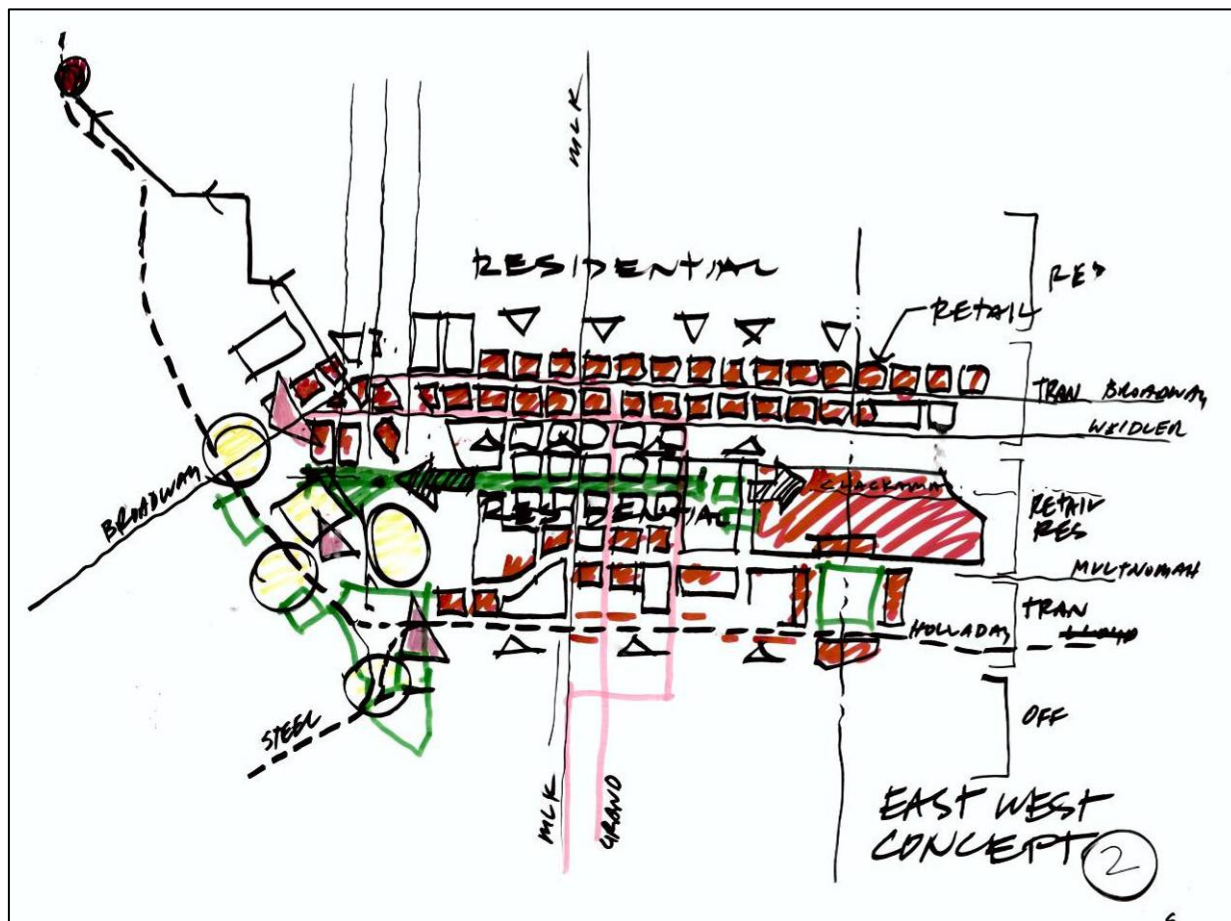 MLK
RESIDENTIAL
RES
RETAIL
TRAN BROADWAY
WEIDLER
CLACKAMAS
BROADWAY
RESIDENTIAL
RETAIL
RES
MULTNOMAH
TRAN
HOLLADAY
STEEL
OFF
MLK
GRAND
EAST WEST
CONCEPT
2